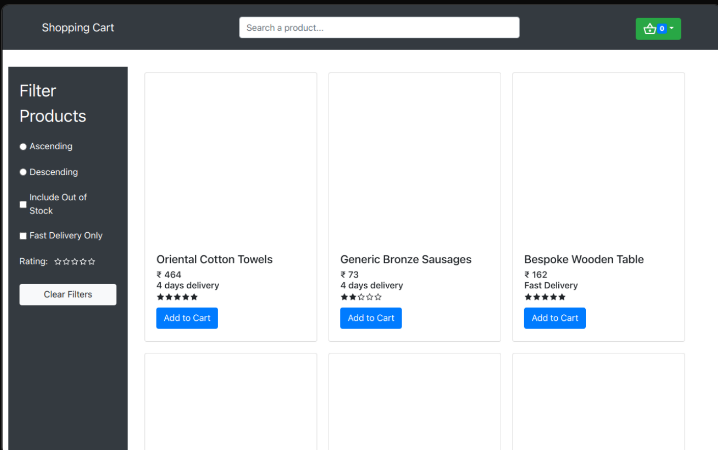 Shopping Cart
Search a product...
0
Filter
Products
Ascending
Descending
Include Out of
Stock
Fast Delivery Only
Rating:
Clear Filters
Oriental Cotton Towels
₹ 464
4 days delivery
Add to Cart
Generic Bronze Sausages
₹ 73
4 days delivery
Add to Cart
Bespoke Wooden Table
₹ 162
Fast Delivery
Add to Cart